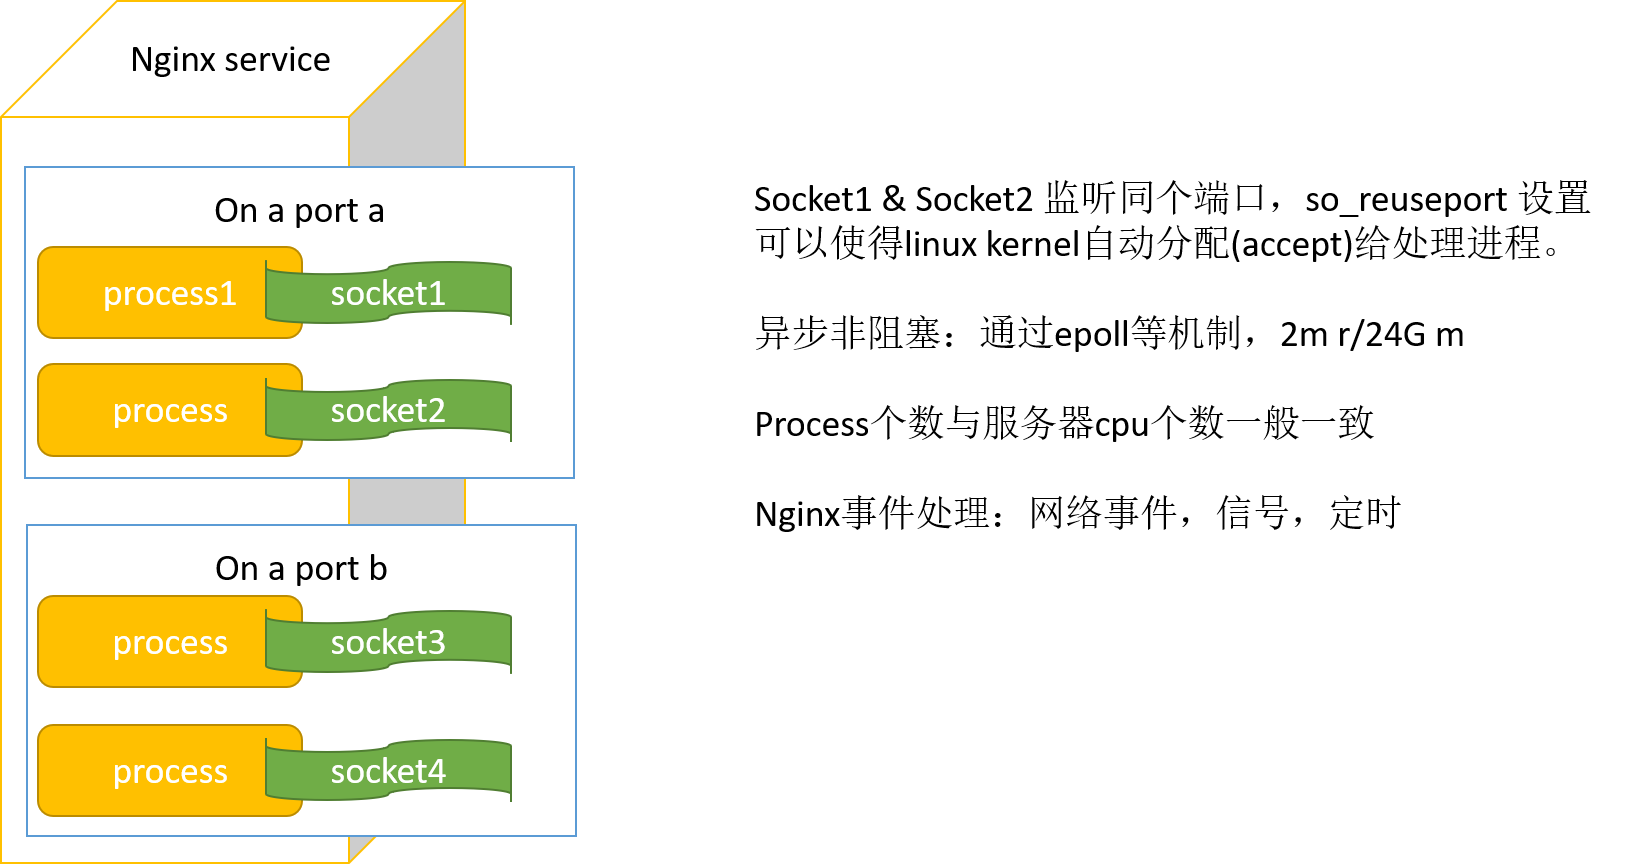 Nginx service
On a port a
process1
socket1
process
socket2
On a port b
process
socket3
process
socket4
Socket1 & Socket2 监听同个端口，so_reuseport 设置
可以使得linux kernel自动分配(accept)给处理进程。
异步非阻塞：通过epoll等机制，2m r/24G m
Process个数与服务器cpu个数一般一致
Nginx事件处理：网络事件，信号，定时